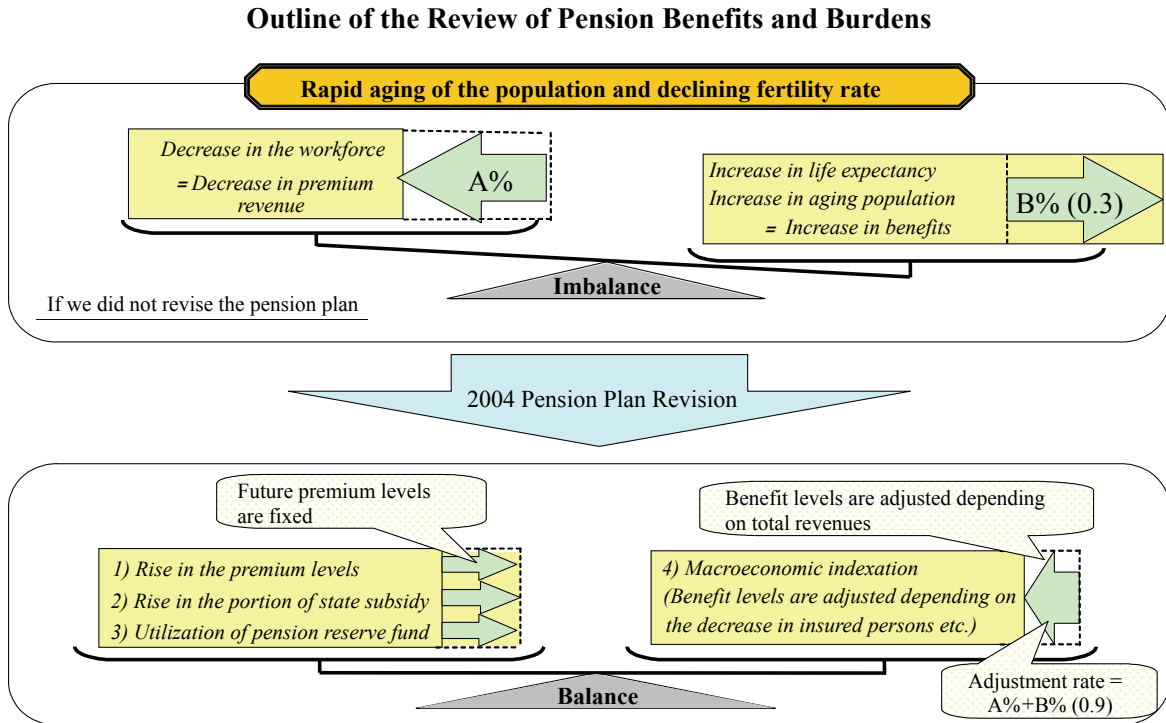 Outline of the Review of Pension Benefits and Burdens
Rapid aging of the population and declining fertility rate
Decrease in the workforce
= Decrease in premium
revenue
A%
Increase in life expectancy
Increase in aging population
= Increase in benefits
B% (0.3)
Imbalance
If we did not revise the pension plan
2004 Pension Plan Revision
Future premium levels
are fixed
Benefit levels are adjusted depending
on total revenues
1) Rise in the premium levels
2) Rise in the portion of state subsidy
3) Utilization of pension reserve fund
4) Macroeconomic indexation
(Benefit levels are adjusted depending on
the decrease in insured persons etc.)
Adjustment rate =
A%+B% (0.9)
Balance